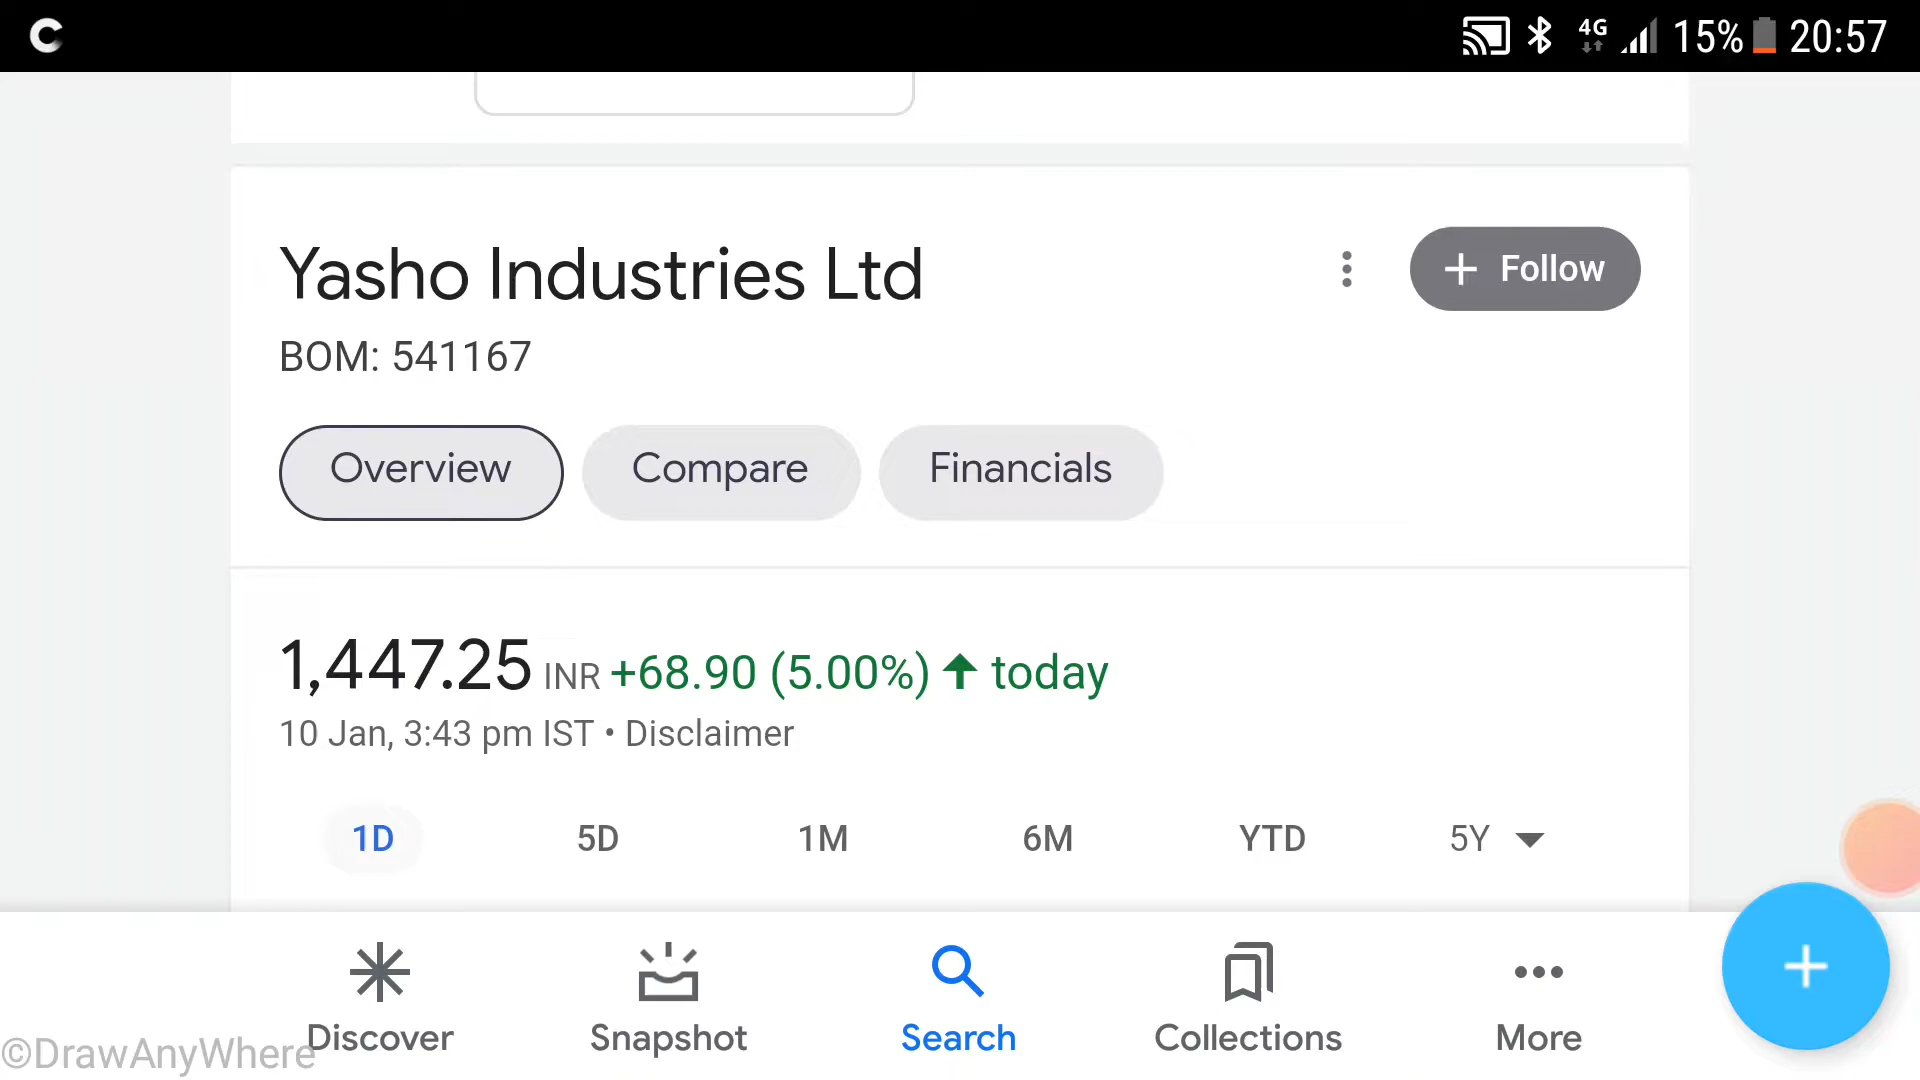 4G 15% 20:57
Yasho Industries Ltd
+ Follow
BOM: 541167
Overview Compare Financials
1,447.25 INR +68.90 (5.00%) ↑ today
10 Jan, 3:43 pm IST • Disclaimer
1D 5D 1M 6M YTD 5Y
Discover Snapshot Search Collections More
©DrawAnyWhere